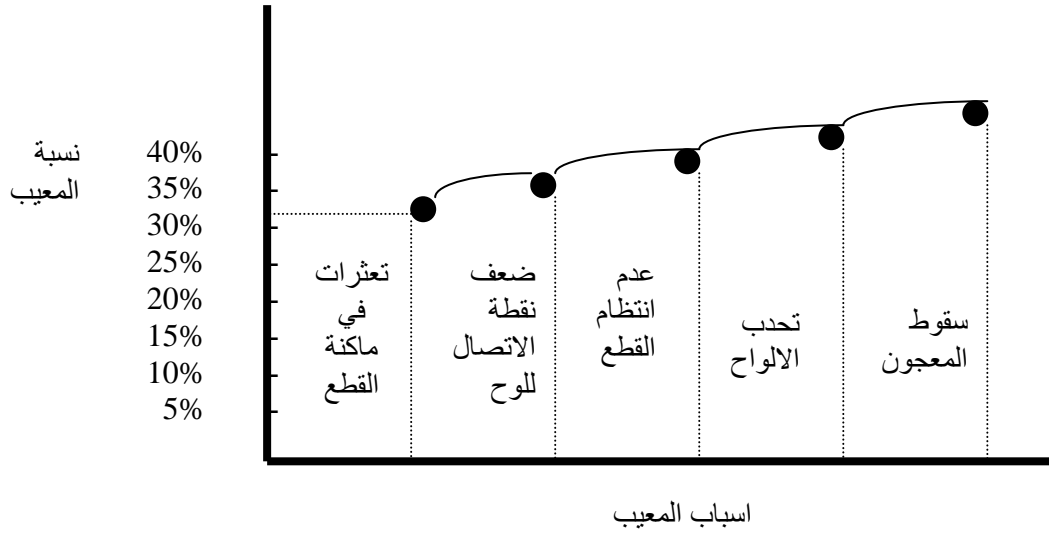 نسبة
المعيب
40%
35%
30%
25%
20%
15%
10%
5%
تعثرات
في
ماكنة
القطع
ضعف
نقطة
الاتصال
للوح
عدم
انتظام
القطع
تحدب
الالواح
سقوط
المعجون
اسباب المعيب